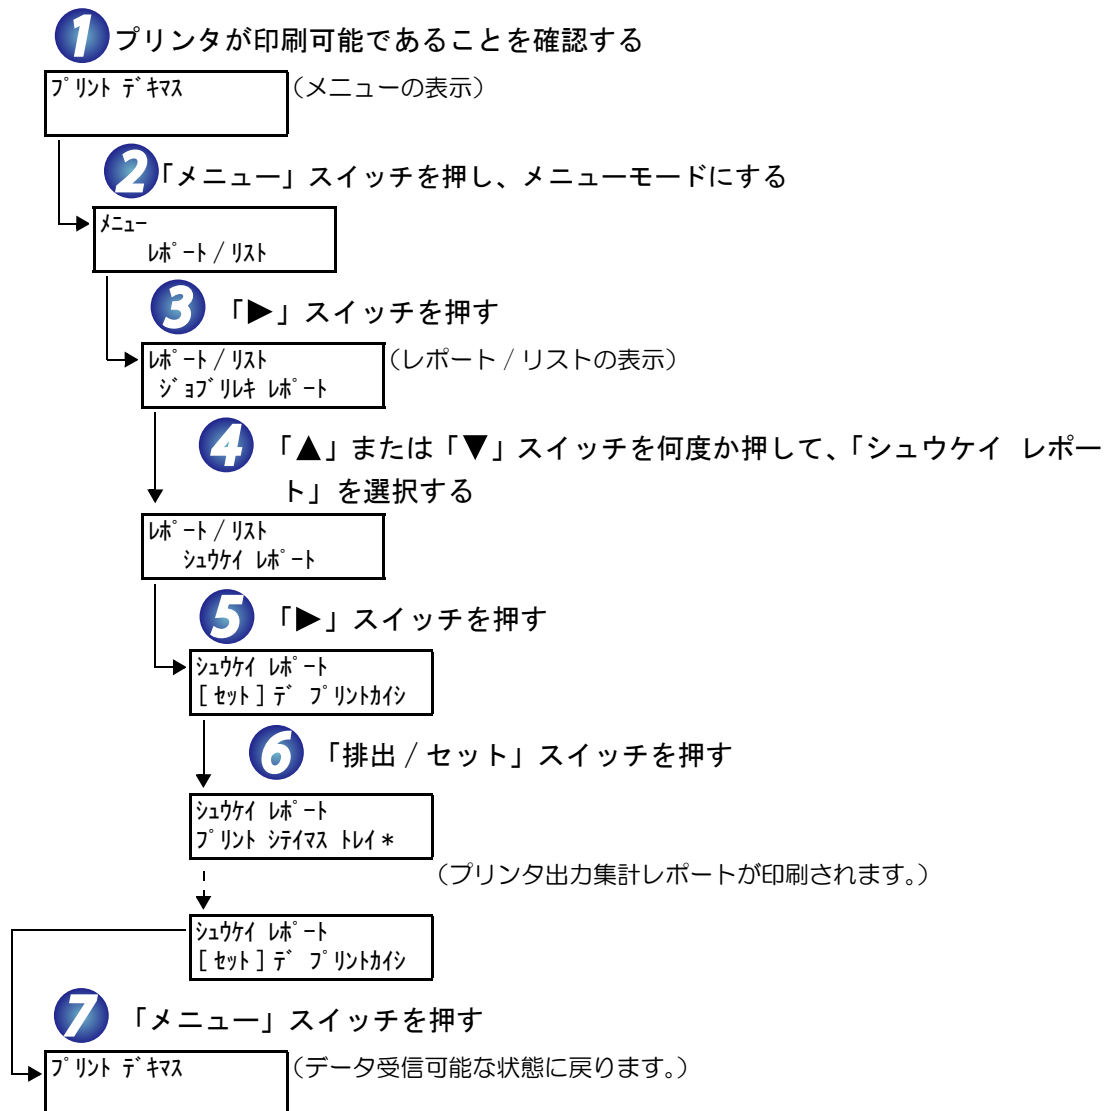 1 プリンタが印刷可能であることを確認する
ﾌﾟﾘﾝﾄ ﾃﾞｷﾏｽ
（メニューの表示）
2 「メニュー」スイッチを押し、メニューモードにする
ﾒﾆｭｰ
ﾚﾎﾟｰﾄ / ﾘｽﾄ
3 「▶」スイッチを押す
ﾚﾎﾟｰﾄ / ﾘｽﾄ
（レポート / リストの表示）
ｼﾞｮﾌﾞﾘﾚｷ ﾚﾎﾟｰﾄ
4 「▲」または「▼」スイッチを何度か押して、「シュウケイ レポー
ト」を選択する
ﾚﾎﾟｰﾄ / ﾘｽﾄ
ｼｭｳｹｲ ﾚﾎﾟｰﾄ
5 「▶」スイッチを押す
ｼｭｳｹｲ ﾚﾎﾟｰﾄ
[ ｾｯﾄ ] ﾃﾞ ﾌﾟﾘﾝﾄｶｲｼ
6 「排出 / セット」スイッチを押す
ｼｭｳｹｲ ﾚﾎﾟｰﾄ
ﾌﾟﾘﾝﾄ ｼﾃｲﾏｽ ﾄﾚｲ *
（プリンタ出力集計レポートが印刷されます。）
ｼｭｳｹｲ ﾚﾎﾟｰﾄ
[ ｾｯﾄ ] ﾃﾞ ﾌﾟﾘﾝﾄｶｲｼ
7 「メニュー」スイッチを押す
ﾌﾟﾘﾝﾄ ﾃﾞｷﾏｽ
（データ受信可能な状態に戻ります。）